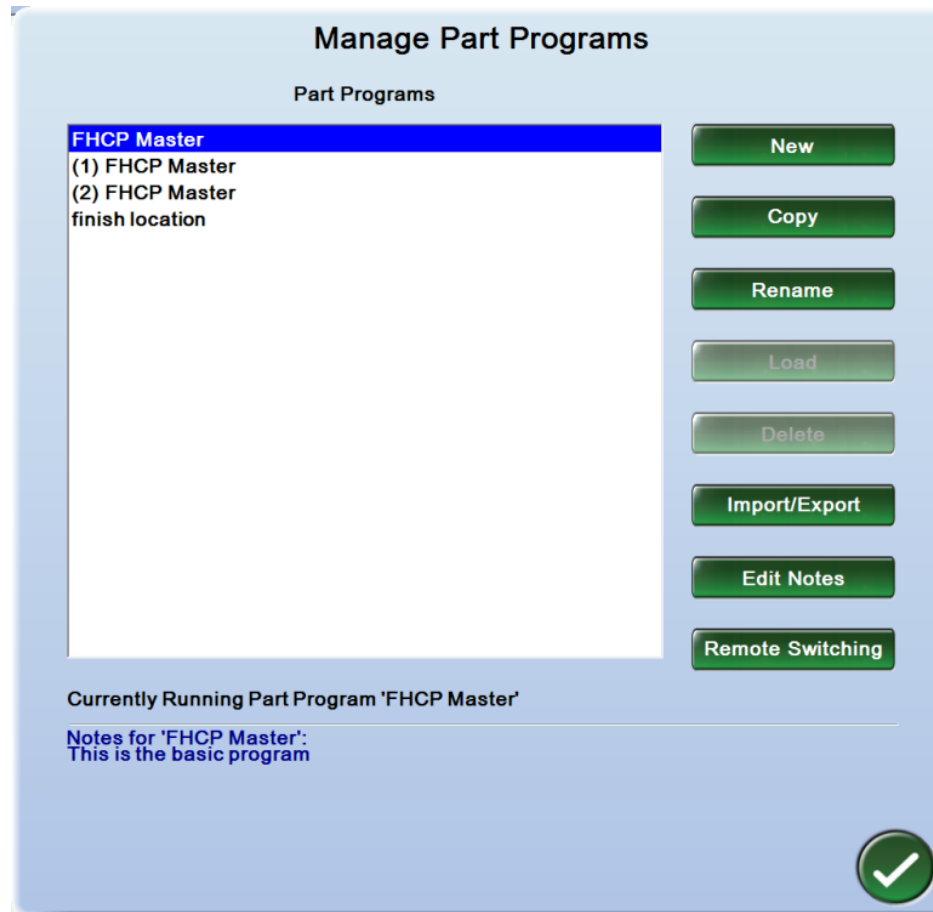 Manage Part Programs
Part Programs
FHCP Master
(1) FHCP Master
(2) FHCP Master
finish location
New
Copy
Rename
Load
Delete
Import/Export
Edit Notes
Remote Switching
Currently Running Part Program 'FHCP Master'
Notes for 'FHCP Master':
This is the basic program